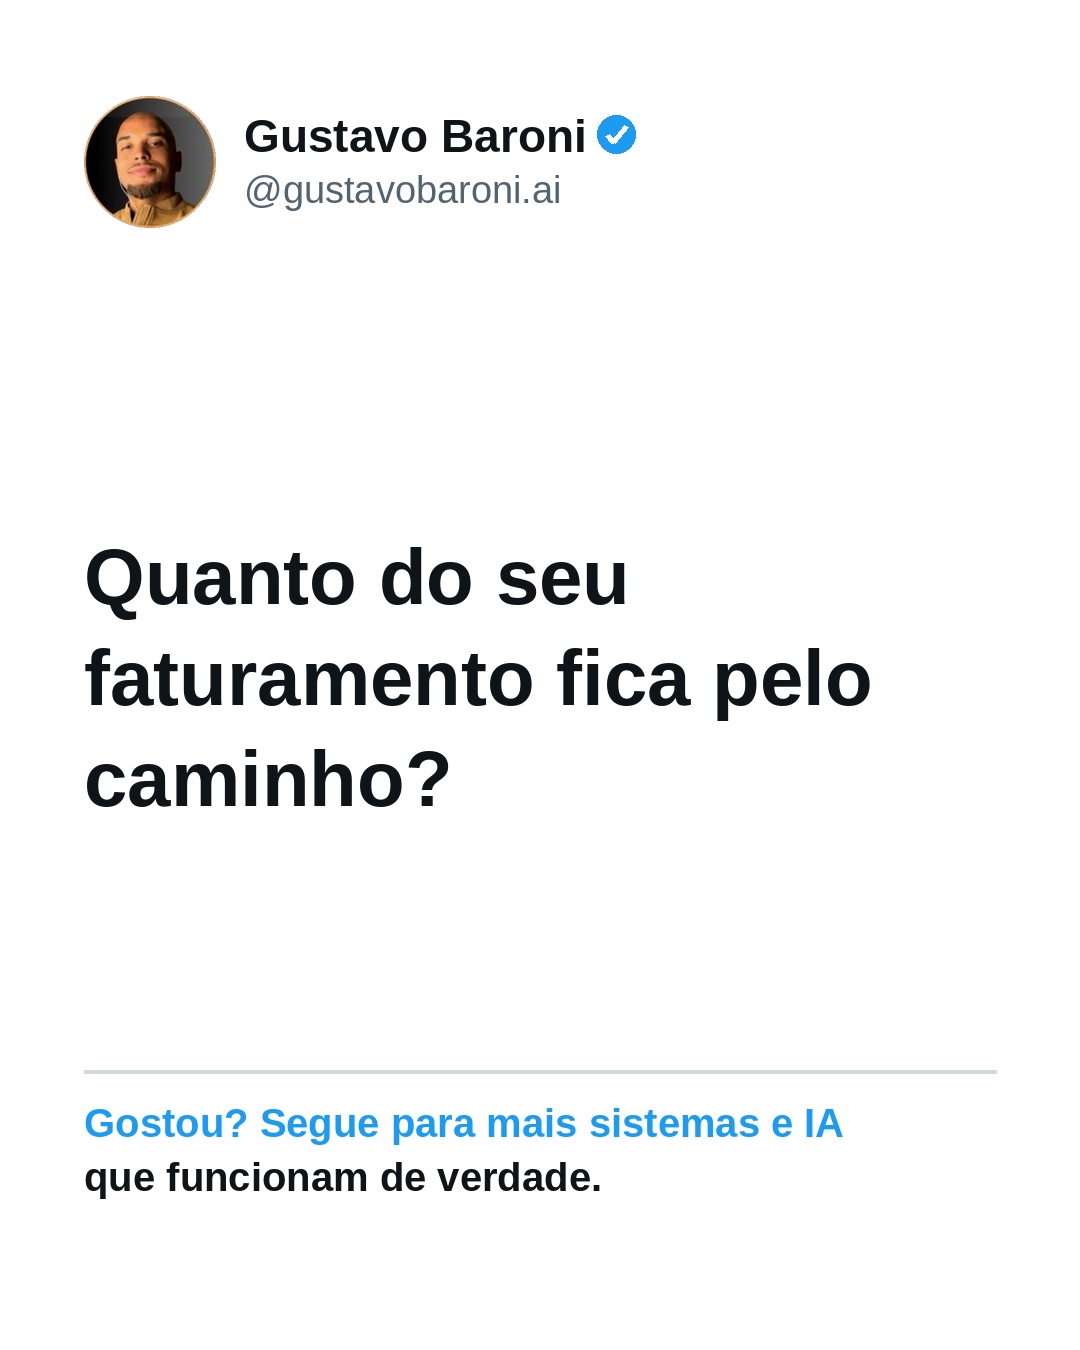 Gustavo Baroni
@gustavobaroni.ai
Quanto do seu
faturamento fica pelo
caminho?
Gostou? Segue para mais sistemas e IA
que funcionam de verdade.